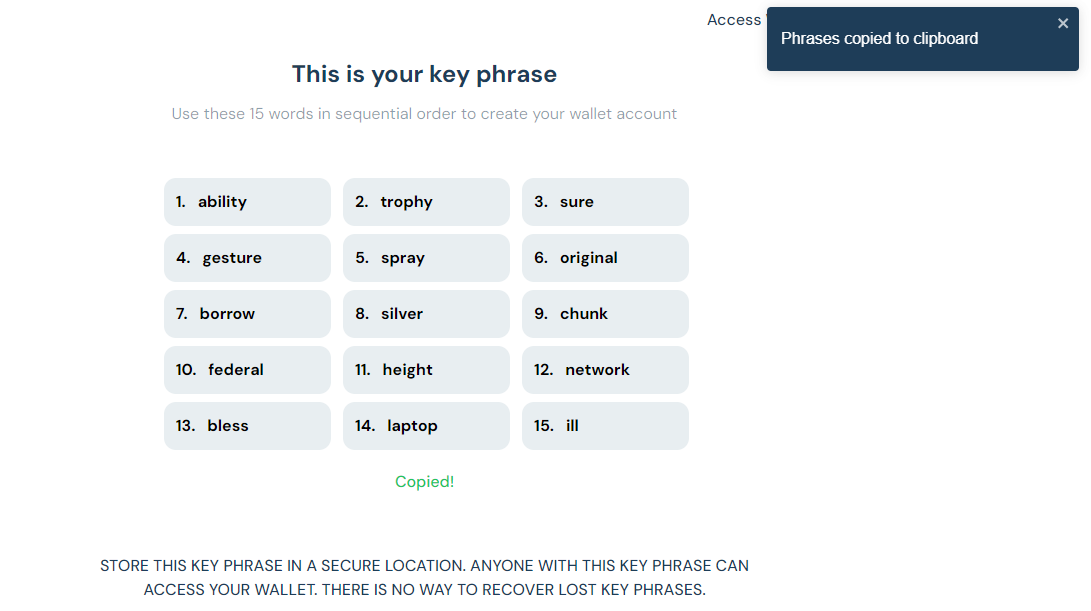 Access
Phrases copied to clipboard
This is your key phrase
Use these 15 words in sequential order to create your wallet account
1. ability 2. trophy 3. sure
4. gesture 5. spray 6. original
7. borrow 8. silver 9. chunk
10. federal 11. height 12. network
13. bless 14. laptop 15. ill
Copied!
STORE THIS KEY PHRASE IN A SECURE LOCATION. ANYONE WITH THIS KEY PHRASE CAN
ACCESS YOUR WALLET. THERE IS NO WAY TO RECOVER LOST KEY PHRASES.